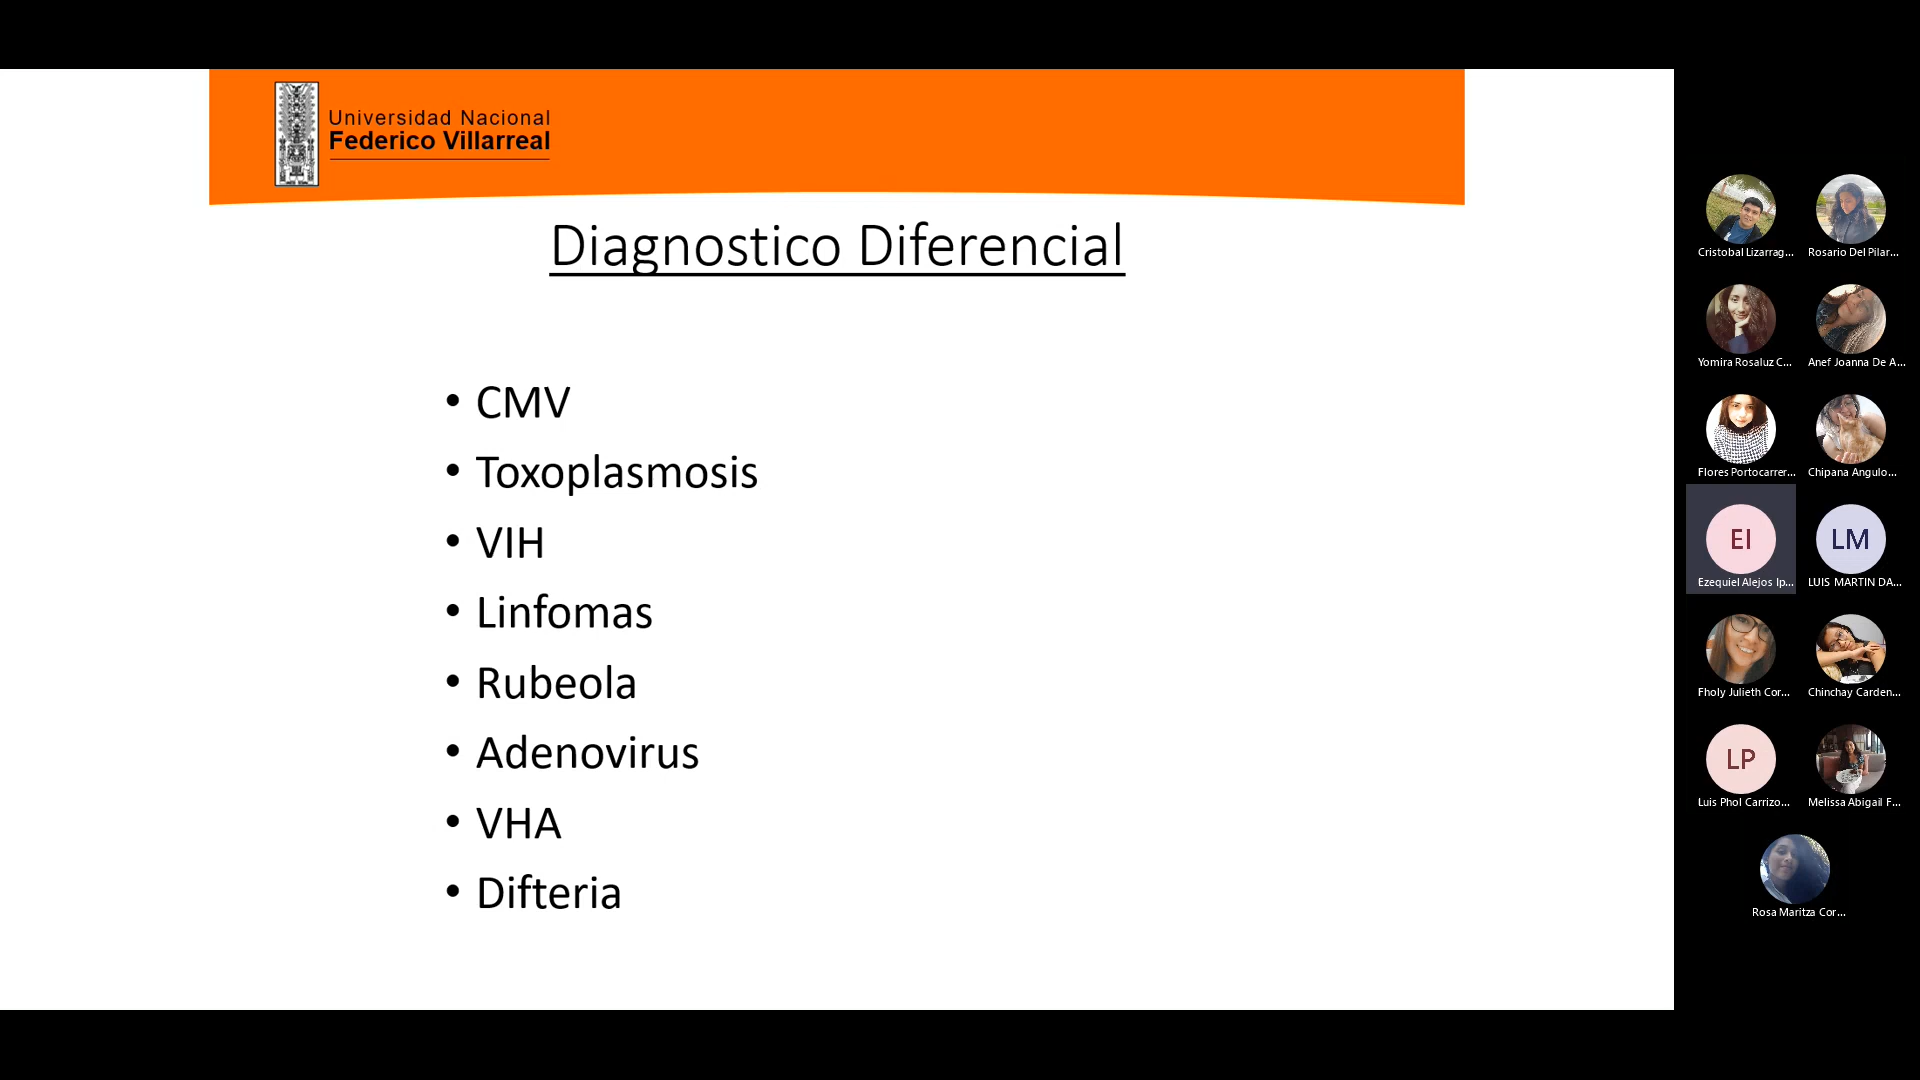 Universidad Nacional
Federico Villarreal
Diagnostico Diferencial
• CMV
• Toxoplasmosis
• VIH
• Linfomas
• Rubeola
• Adenovirus
• VHA
• Difteria
Cristobal Lizarrag...
Rosario Del Pilar...
Yomira Rosaluz C...
Anef Joanna De A...
Flores Portocarrer...
Chipana Angulo...
EI
Ezequiel Alejos Ip...
LM
LUIS MARTIN DA...
Fholy Julieth Cor...
Chinchay Carden...
LP
Luis Phol Carrizo...
Melissa Abigail F...
Rosa Maritza Cor...